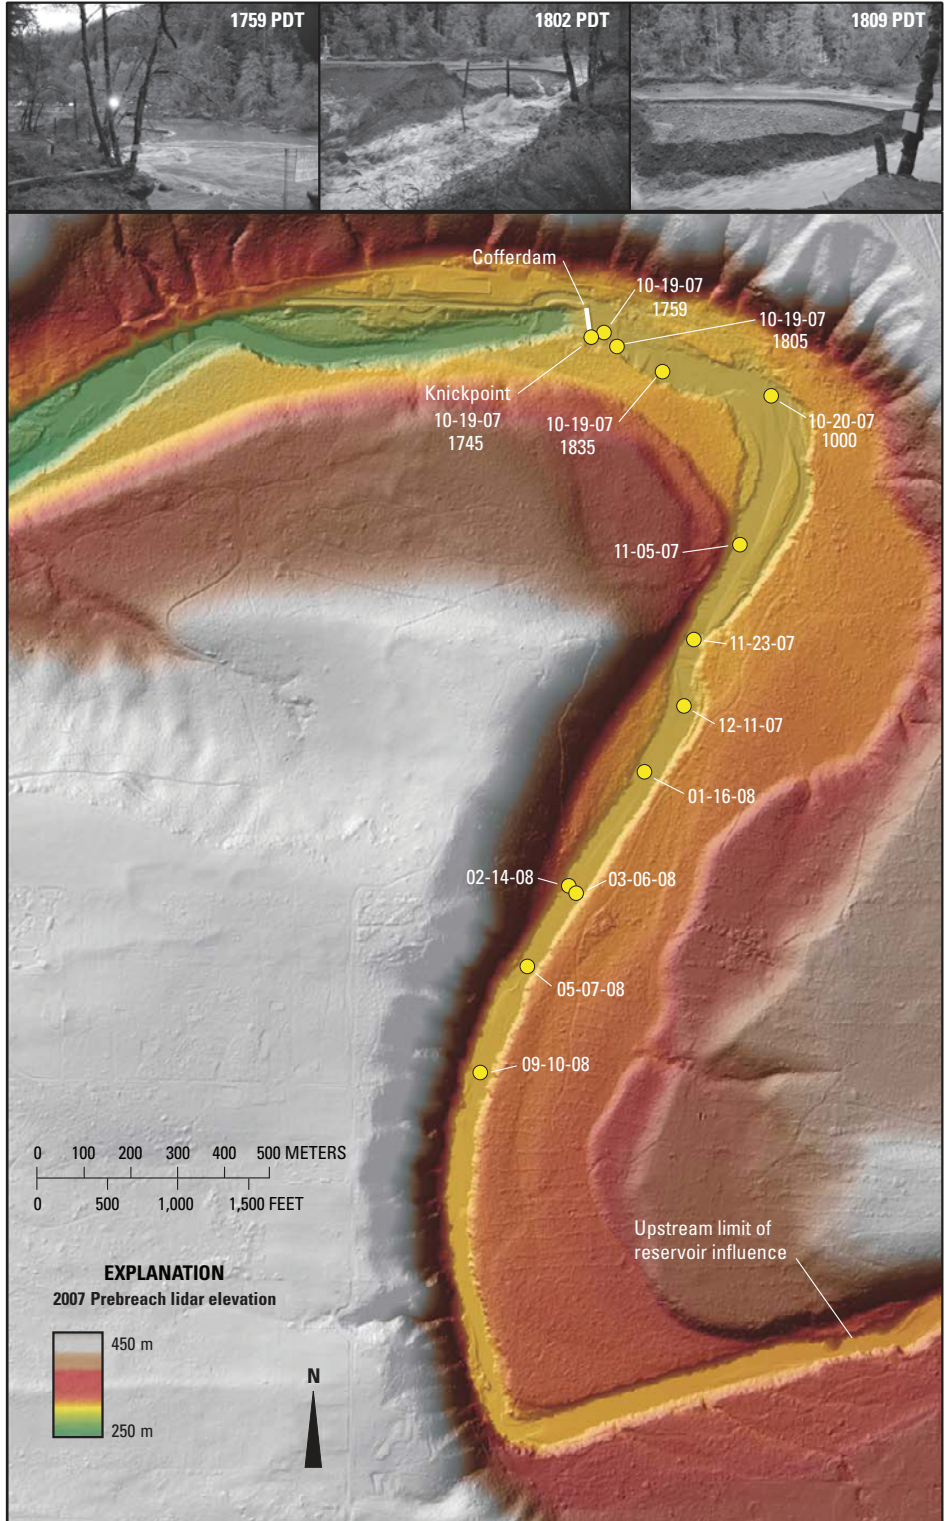 1759 PDT
1802 PDT
1809 PDT
Cofferdam
10-19-07
1759
10-19-07
1805
Knickpoint
10-19-07
1745
10-19-07
1835
10-20-07
1000
11-05-07
11-23-07
12-11-07
01-16-08
02-14-08
03-06-08
05-07-08
09-10-08
0 100 200 300 400 500 METERS
0 500 1,000 1,500 FEET
Upstream limit of
reservoir influence
EXPLANATION
2007 Prebreach lidar elevation
450 m
250 m
N